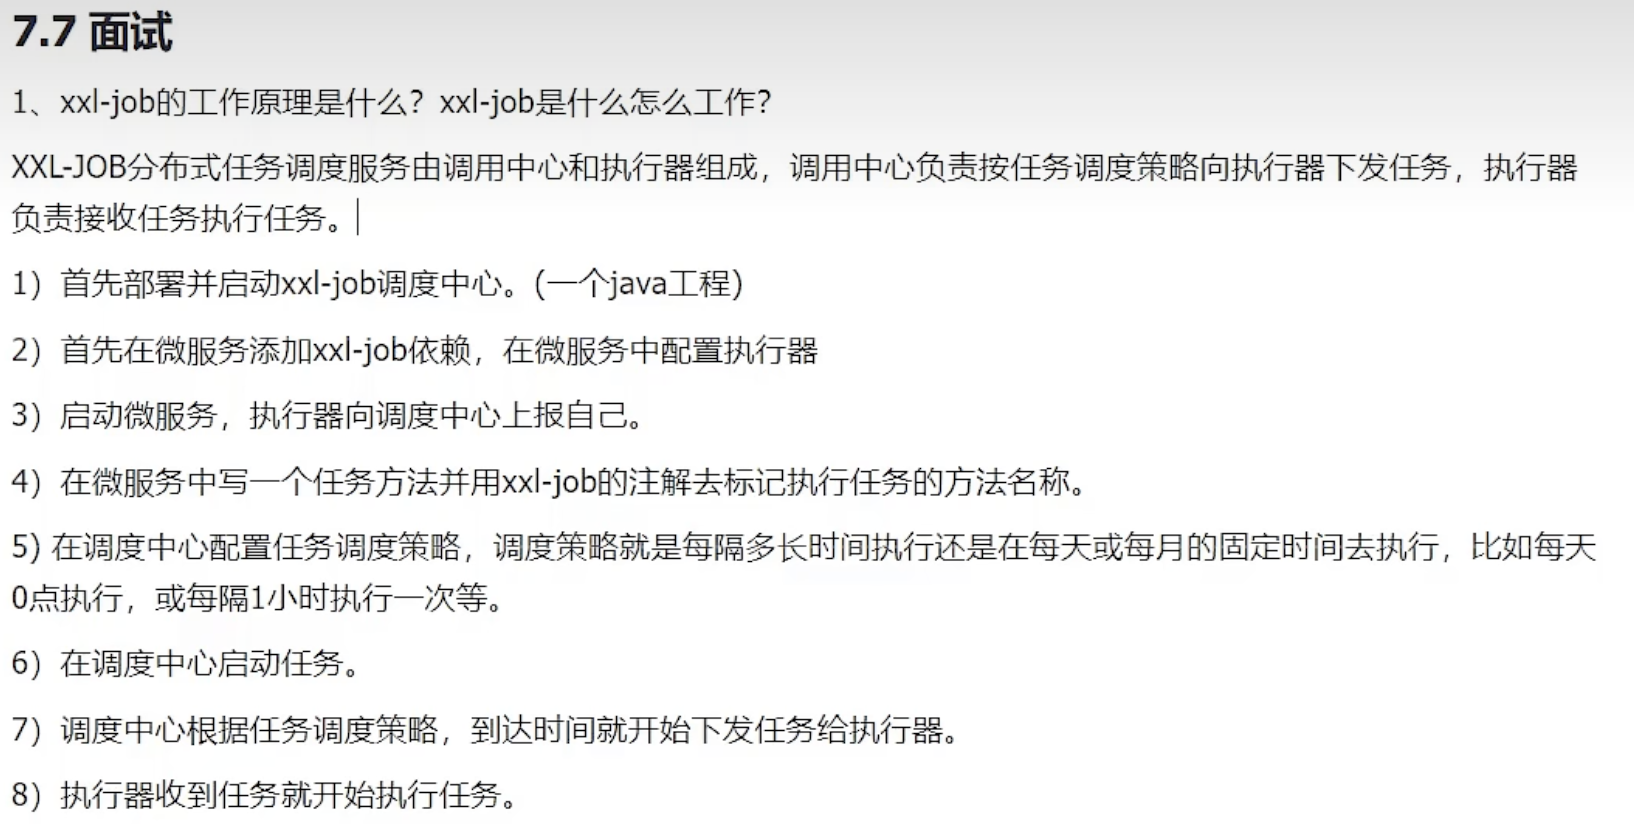 7.7 面试
1、xxl-job的工作原理是什么？xxl-job是什么怎么工作？
XXL-JOB分布式任务调度服务由调用中心和执行器组成，调用中心负责按任务调度策略向执行器下发任务，执行器
负责接收任务执行任务。
1）首先部署并启动xxl-job调度中心。(一个java工程)
2）首先在微服务添加xxl-job依赖，在微服务中配置执行器
3）启动微服务，执行器向调度中心上报自己。
4）在微服务中写一个任务方法并用xxl-job的注解去标记执行任务的方法名称。
5) 在调度中心配置任务调度策略，调度策略就是每隔多长时间执行还是在每天或每月的固定时间去执行，比如每天
0点执行，或每隔1小时执行一次等。
6）在调度中心启动任务。
7）调度中心根据任务调度策略，到达时间就开始下发任务给执行器。
8）执行器收到任务就开始执行任务。